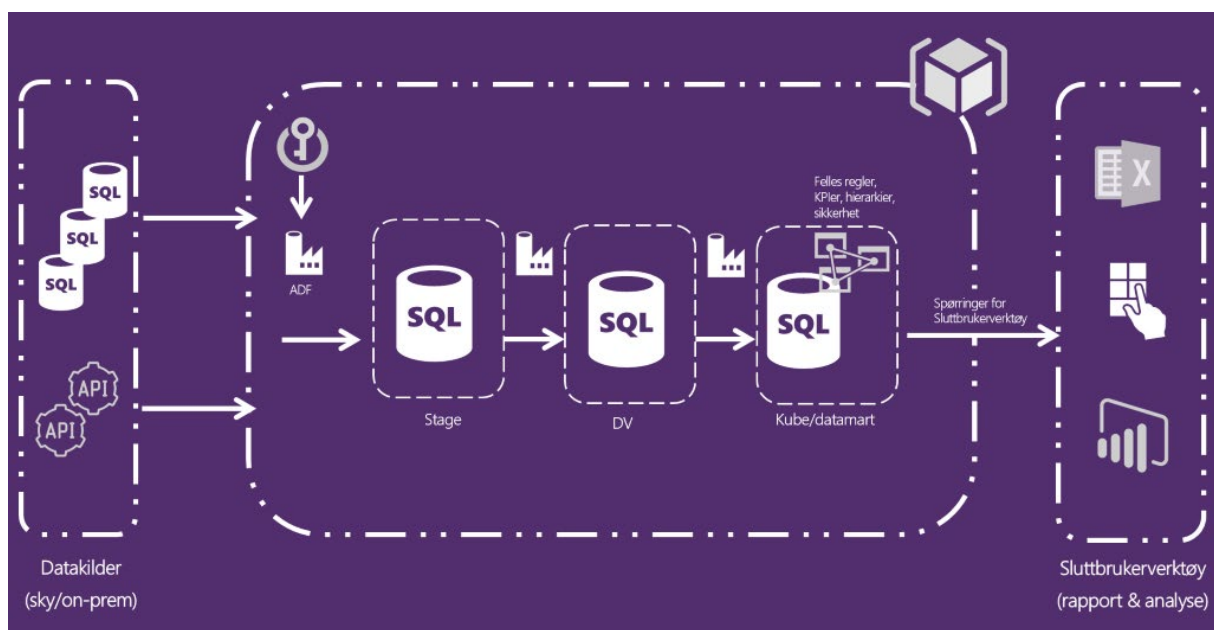 SQL
SQL
SQL
API
API
Datakilder
(sky/on-prem)
ADF
SQL
Stage
SQL
DV
Felles regler,
KPIer, hierarkier,
sikkerhet
SQL
Kube/datamart
Spørringer for
Sluttbrukerverktøy
X
Sluttbrukerverktøy
(rapport & analyse)